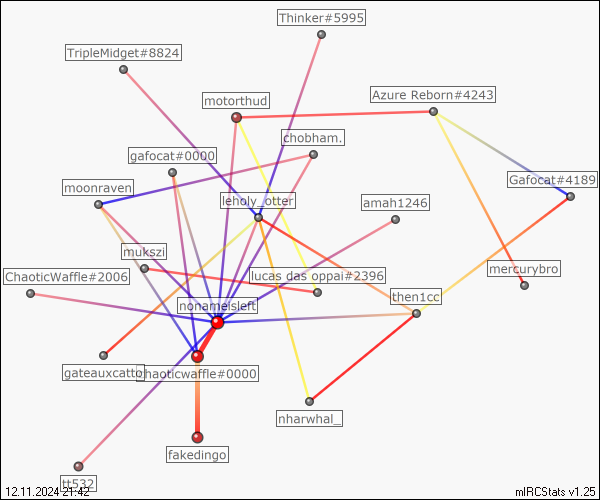 Thinker#5995
TripleMidget#8824
Azure Reborn#4243
motorthud
chobham.
gafocat#0000
Gafocat#4189
moonraven
leholy_otter
amah1246
mukszi
ChaoticWaffle#2006
lucas das oppai#2396
mercurybro
then1cc
nonameisleft
gateauxcatto
chaoticwaffle#0000
nharwhal_
fakedingo
tt532
12.11.2024 21:42
mIRCStats v1.25